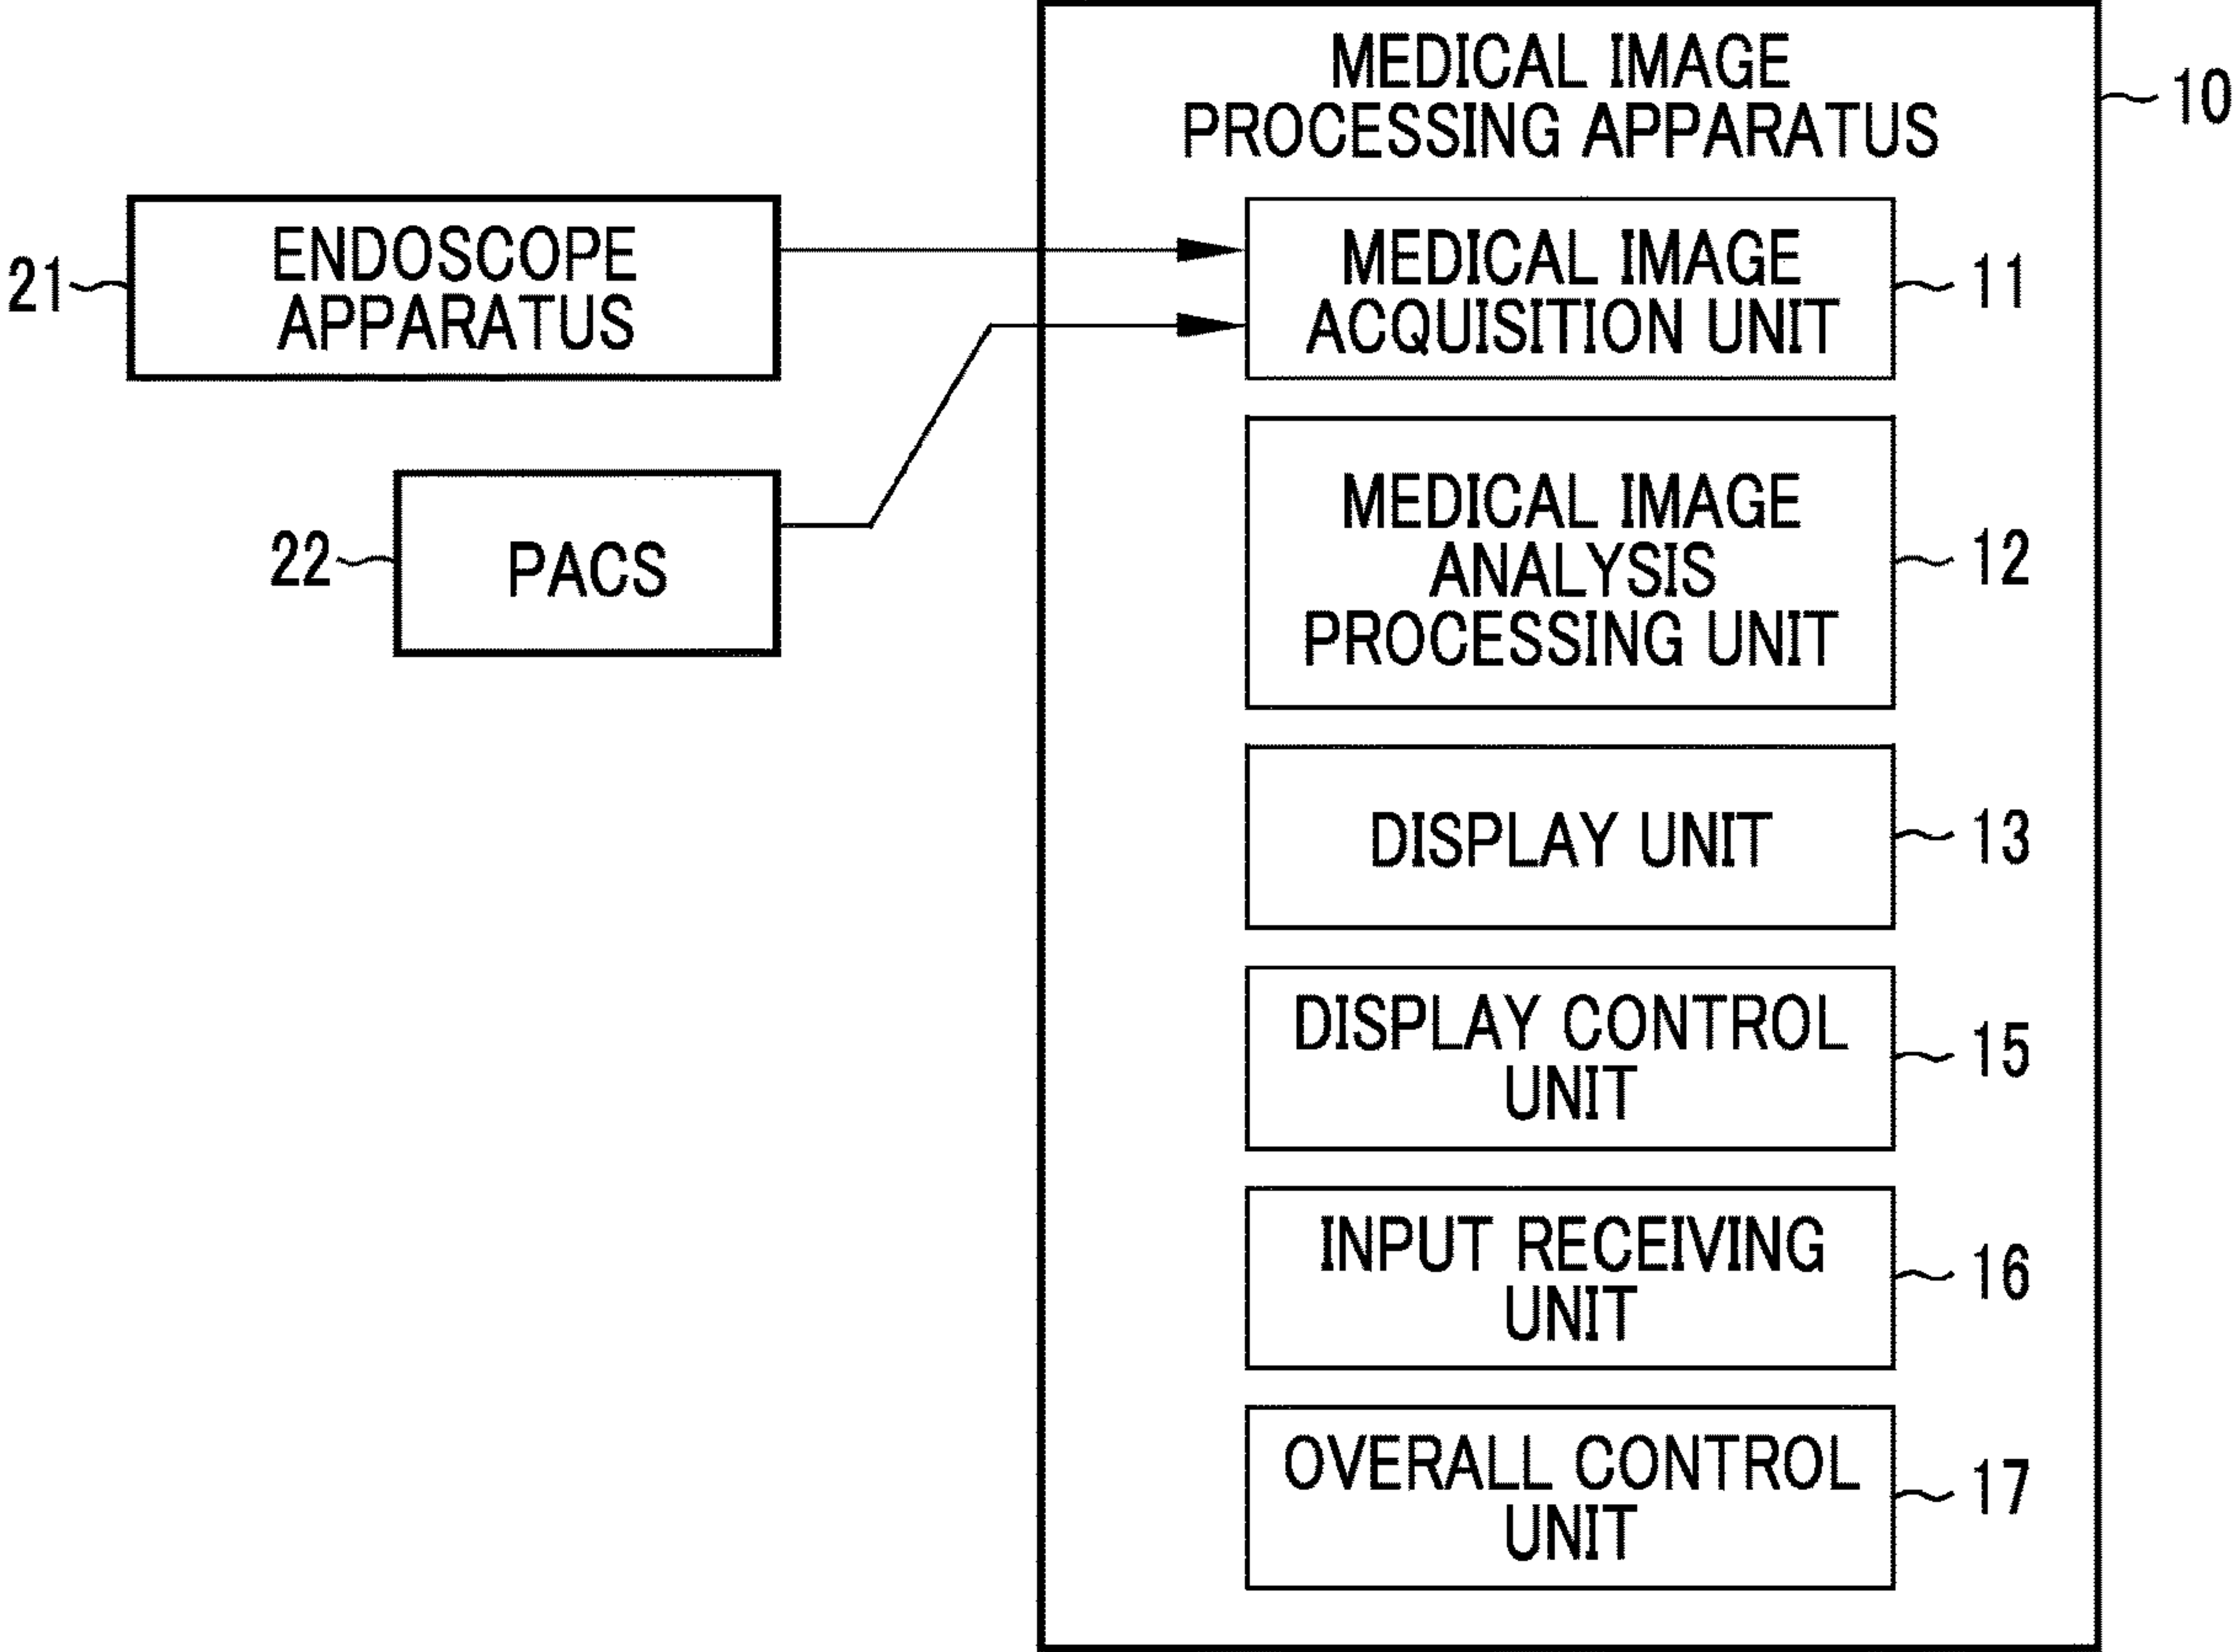 MEDICAL IMAGE
PROCESSING APPARATUS
10
21
ENDOSCOPE
APPARATUS
MEDICAL IMAGE
ACQUISITION UNIT
11
22
PACS
MEDICAL IMAGE
ANALYSIS
PROCESSING UNIT
12
DISPLAY UNIT
13
DISPLAY CONTROL
UNIT
15
INPUT RECEIVING
UNIT
16
OVERALL CONTROL
UNIT
17